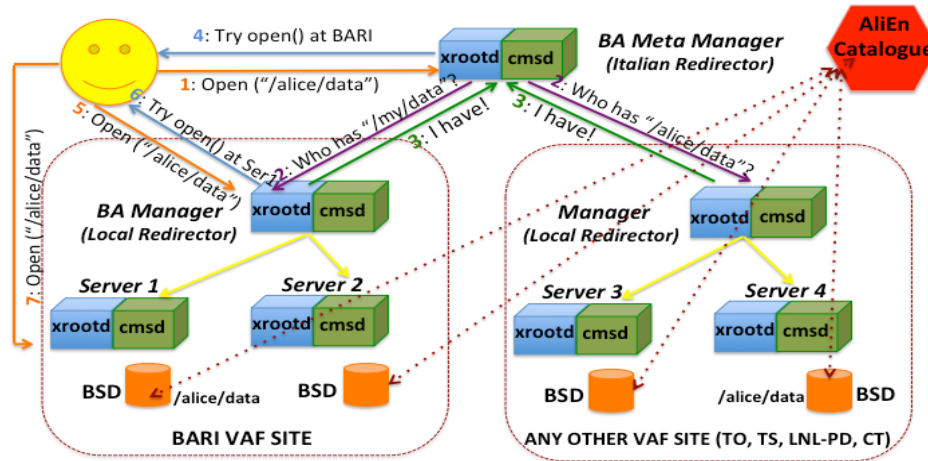 4: Try open() at BARI
1: Open (“/alice/data”)
xrootd
cmsd
BA Meta Manager
(Italian Redirector)
AliEn
Catalogue
5: Open
(“/alice/data”)
6: Try open() at Ser1
2: Who has “/my/data”?
3: I have!
3: I have!
2: Who has “/alice/data”?
7: Open (“/alice/data”)
BA Manager
(Local Redirector)
xrootd
cmsd
Manager
(Local Redirector)
xrootd
cmsd
Server 1
xrootd
cmsd
Server 2
xrootd
cmsd
Server 3
xrootd
cmsd
Server 4
xrootd
cmsd
BSD
/alice/data
BSD
BSD
/alice/data
BSD
BARI VAF SITE
ANY OTHER VAF SITE (TO, TS, LNL-PD, CT)